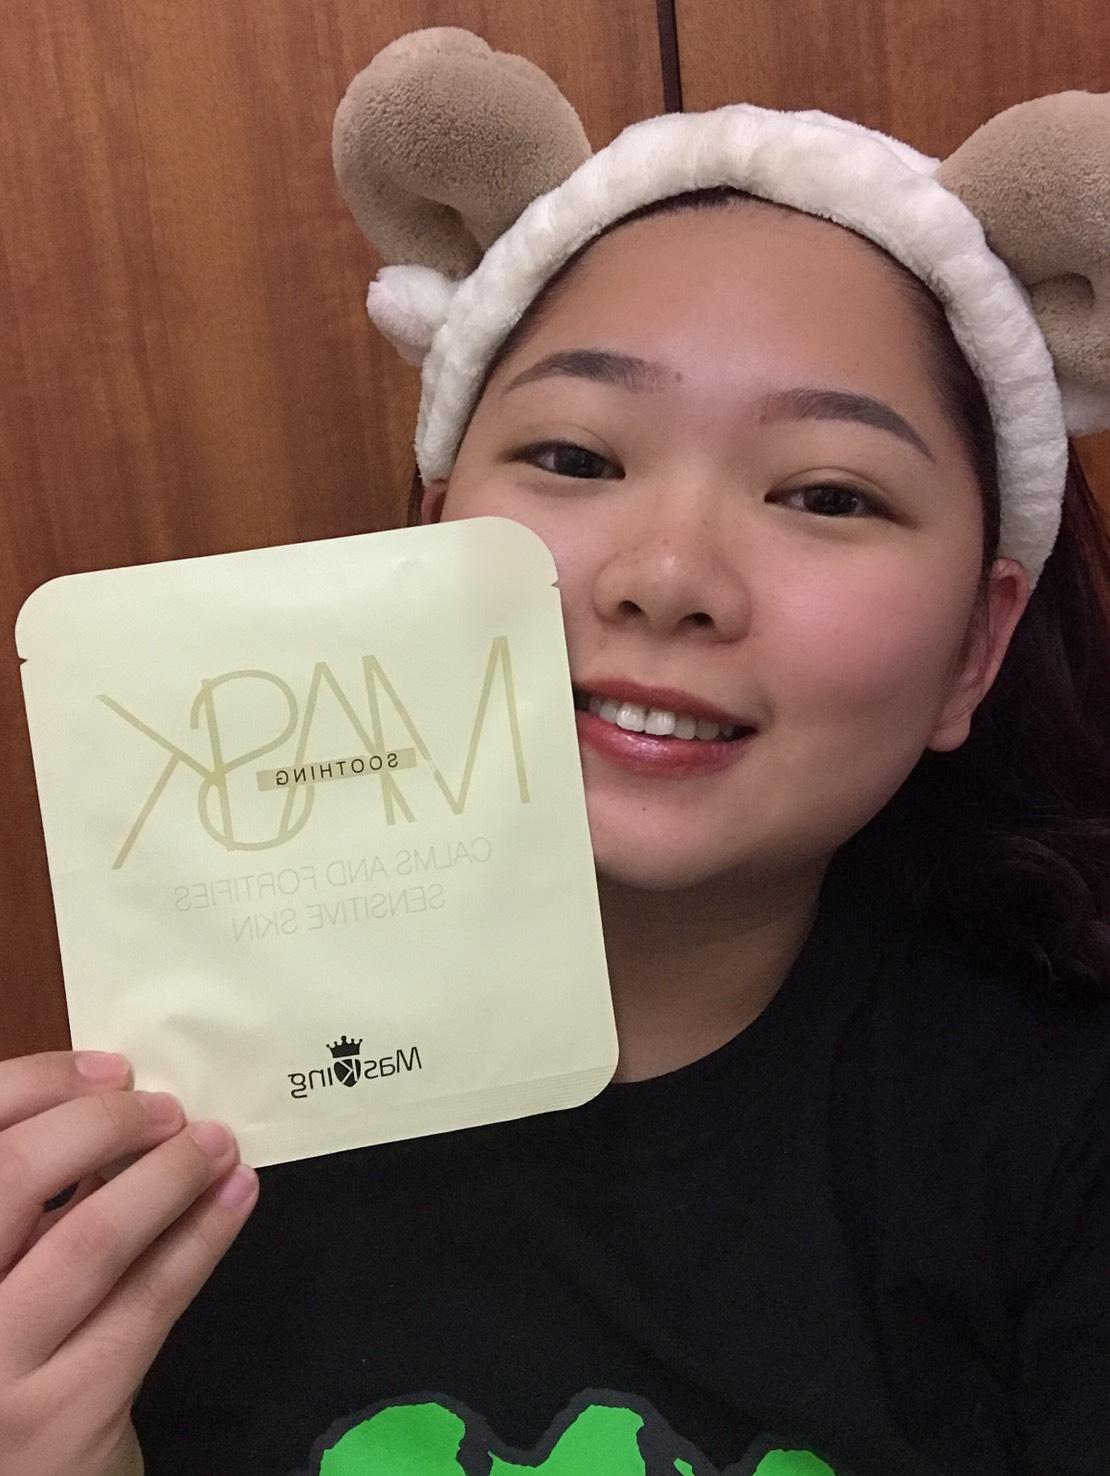 MASK
SOOTHING
CALMS AND FORTIFIES
SENSITIVE SKIN
MasKing